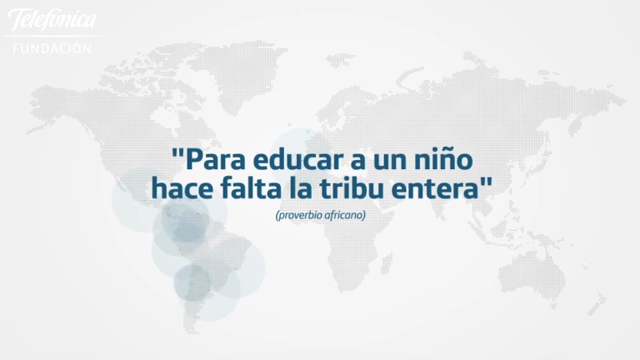 Telefónica
FUNDACIÓN
"Para educar a un niño
hace falta la tribu entera"
(proverbio africano)